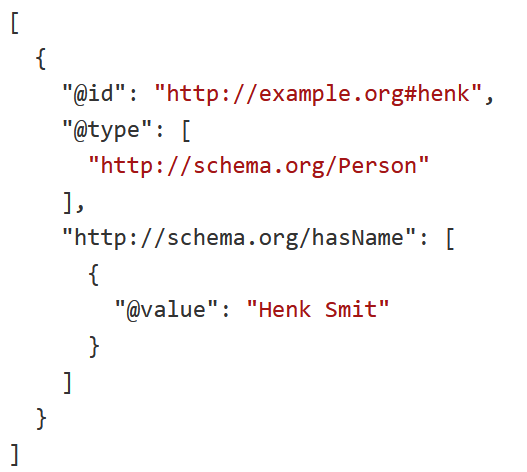 [
  {
    "@id": "http://example.org#henk",
    "@type": [
      "http://schema.org/Person"
    ],
    "http://schema.org/hasName": [
      {
        "@value": "Henk Smit"
      }
    ]
  }
]